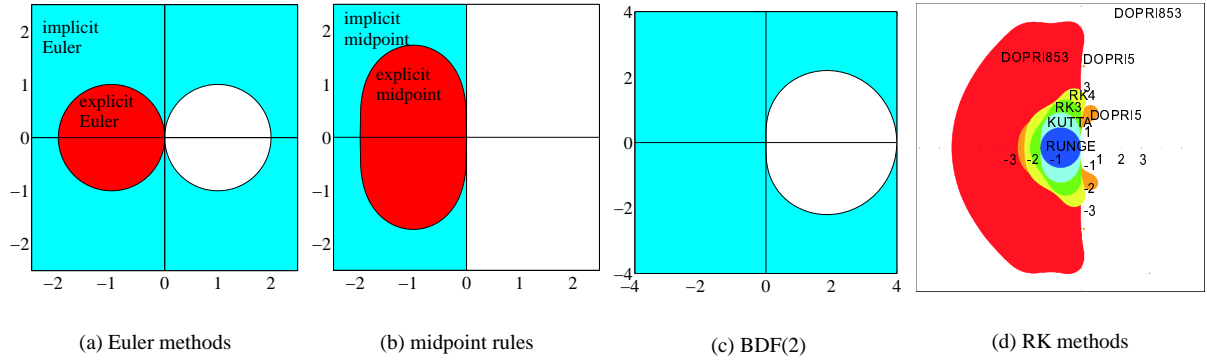 implicit
Euler
explicit
Euler
2
1
0
−1
−2
−2 −1 0 1 2
(a) Euler methods
implicit
midpoint
explicit
midpoint
2
1
0
−1
−2
−2 −1 0 1 2
(b) midpoint rules
4
2
0
−2
−4
−4 −2 0 2 4
(c) BDF(2)
DOPRI853
DOPRI853
DOPRI5
3
RK4
RK3
DOPRI5
KUTTA
1
RUNGE
-3 -2 -1 1 2 3
-1
-2
-3
(d) RK methods